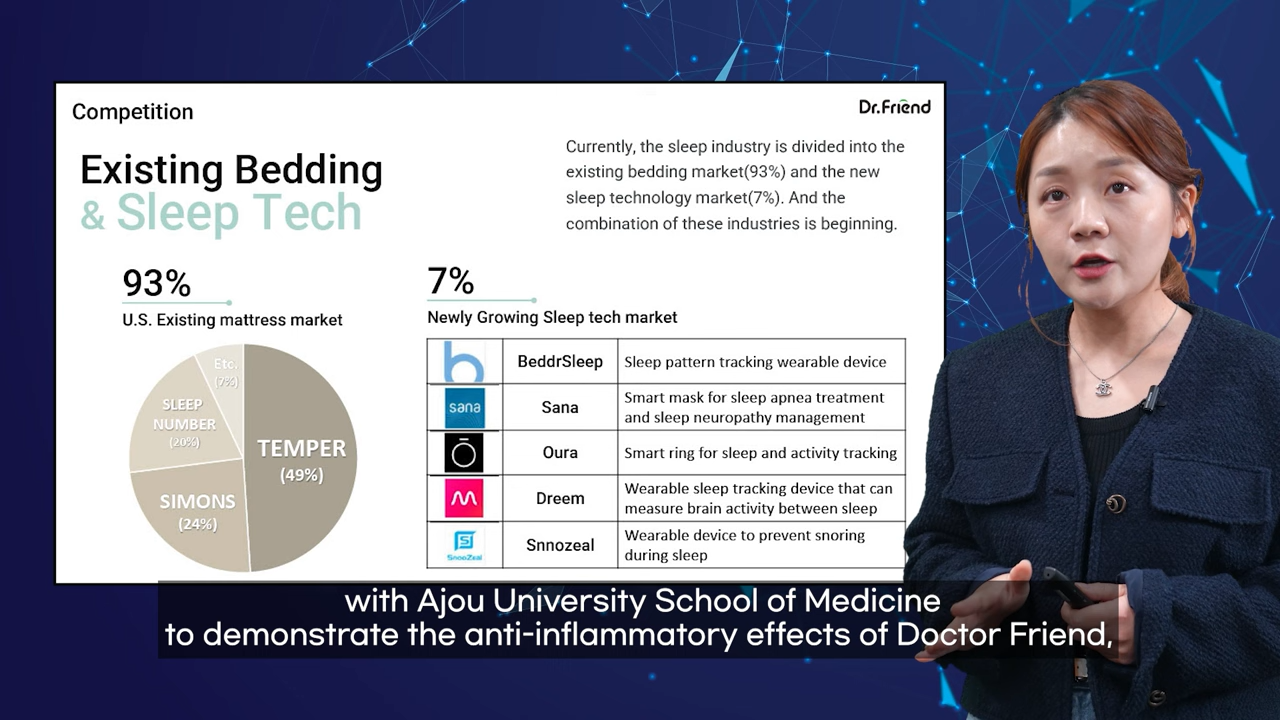 Competition
Dr.Friend
Existing Bedding
& Sleep Tech
Currently, the sleep industry is divided into the
existing bedding market(93%) and the new
sleep technology market(7%). And the
combination of these industries is beginning.
93%
U.S. Existing mattress market
Etc.
(7%)
SLEEP
NUMBER
(20%)
TEMPER
(49%)
SIMONS
(24%)
7%
Newly Growing Sleep tech market
b
BeddrSleep
Sleep pattern tracking wearable device
sana
Sana
Smart mask for sleep apnea treatment
and sleep neuropathy management
Oura
Smart ring for sleep and activity tracking
Dreem
Wearable sleep tracking device that can
measure brain activity between sleep
SnooZeal
Snnozeal
Wearable device to prevent snoring
during sleep
with Ajou University School of Medicine
to demonstrate the anti-inflammatory effects of Doctor Friend,